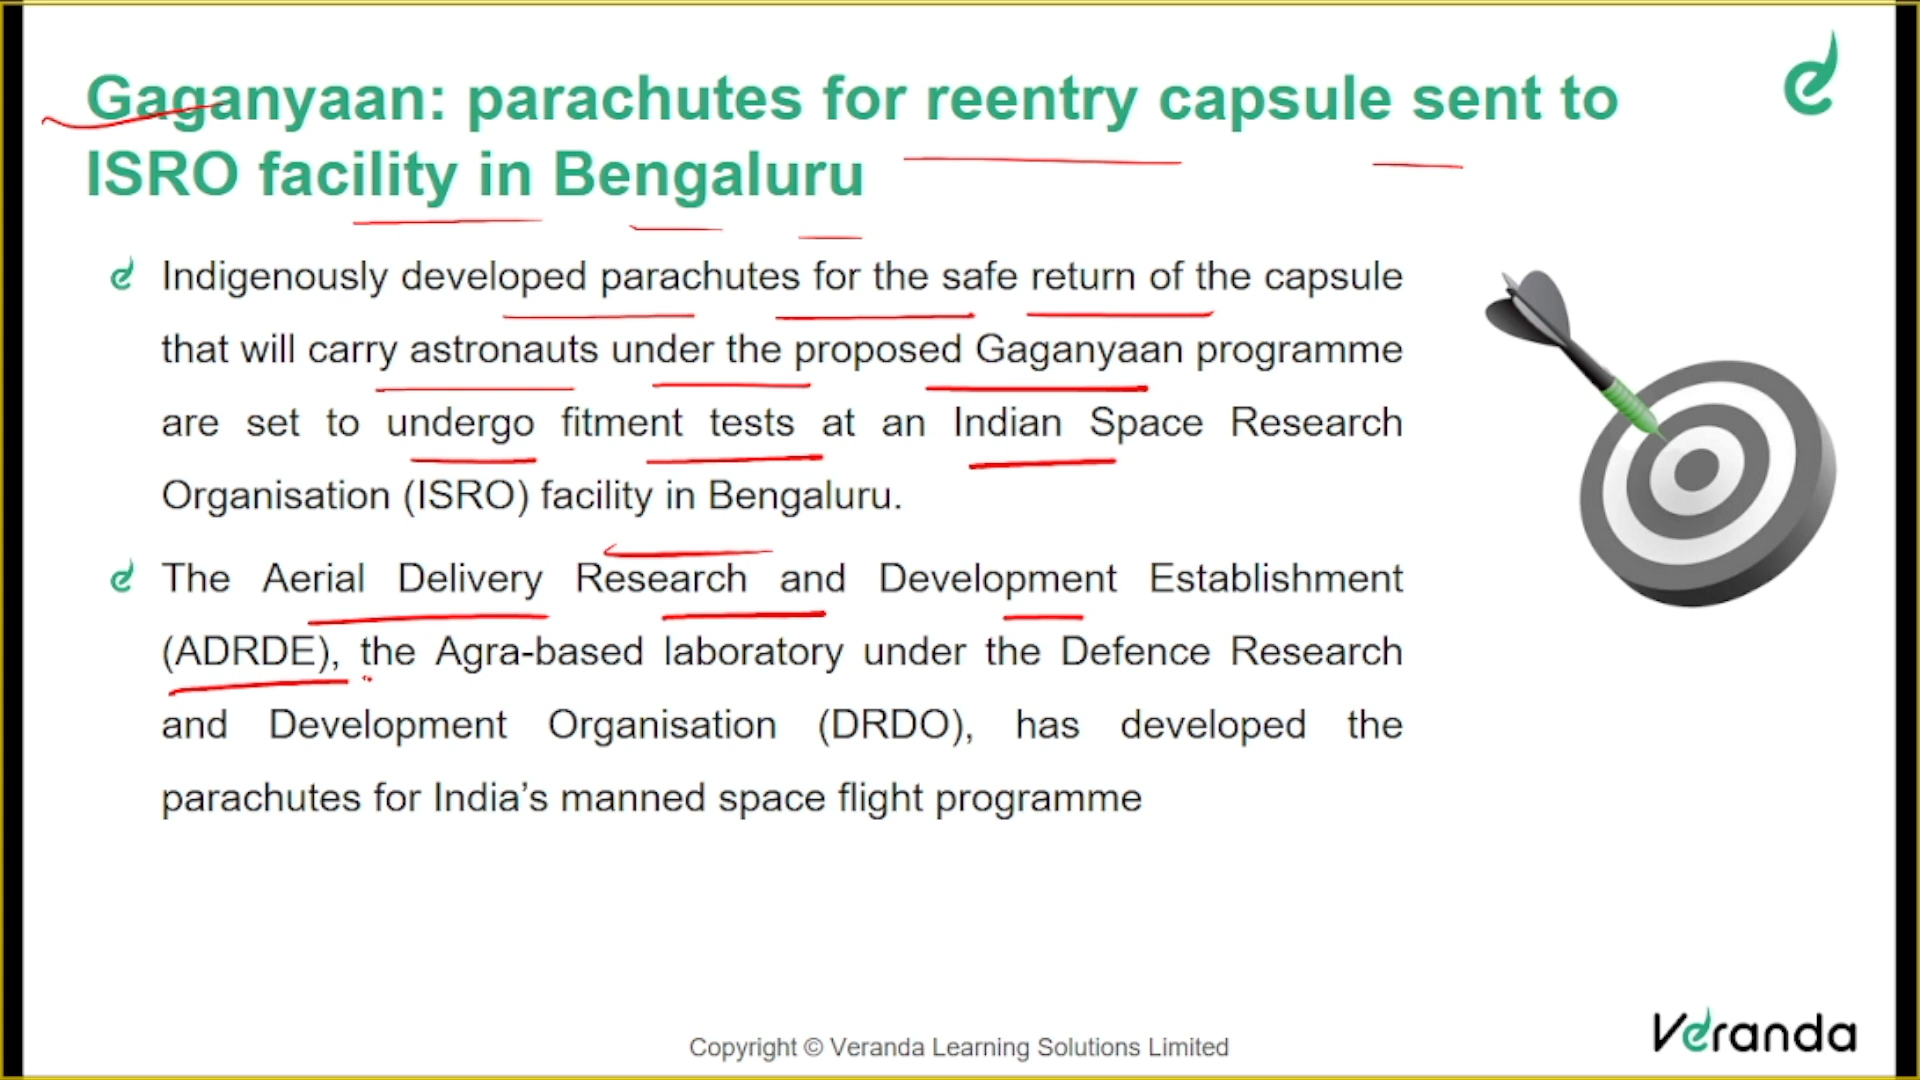 Gaganyaan: parachutes for reentry capsule sent to
ISRO facility in Bengaluru
Indigenously developed parachutes for the safe return of the capsule
that will carry astronauts under the proposed Gaganyaan programme
are set to undergo fitment tests at an Indian Space Research
Organisation (ISRO) facility in Bengaluru.
The Aerial Delivery Research and Development Establishment
(ADRDE), the Agra-based laboratory under the Defence Research
and Development Organisation (DRDO), has developed the
parachutes for India’s manned space flight programme
Copyright © Veranda Learning Solutions Limited
Veranda